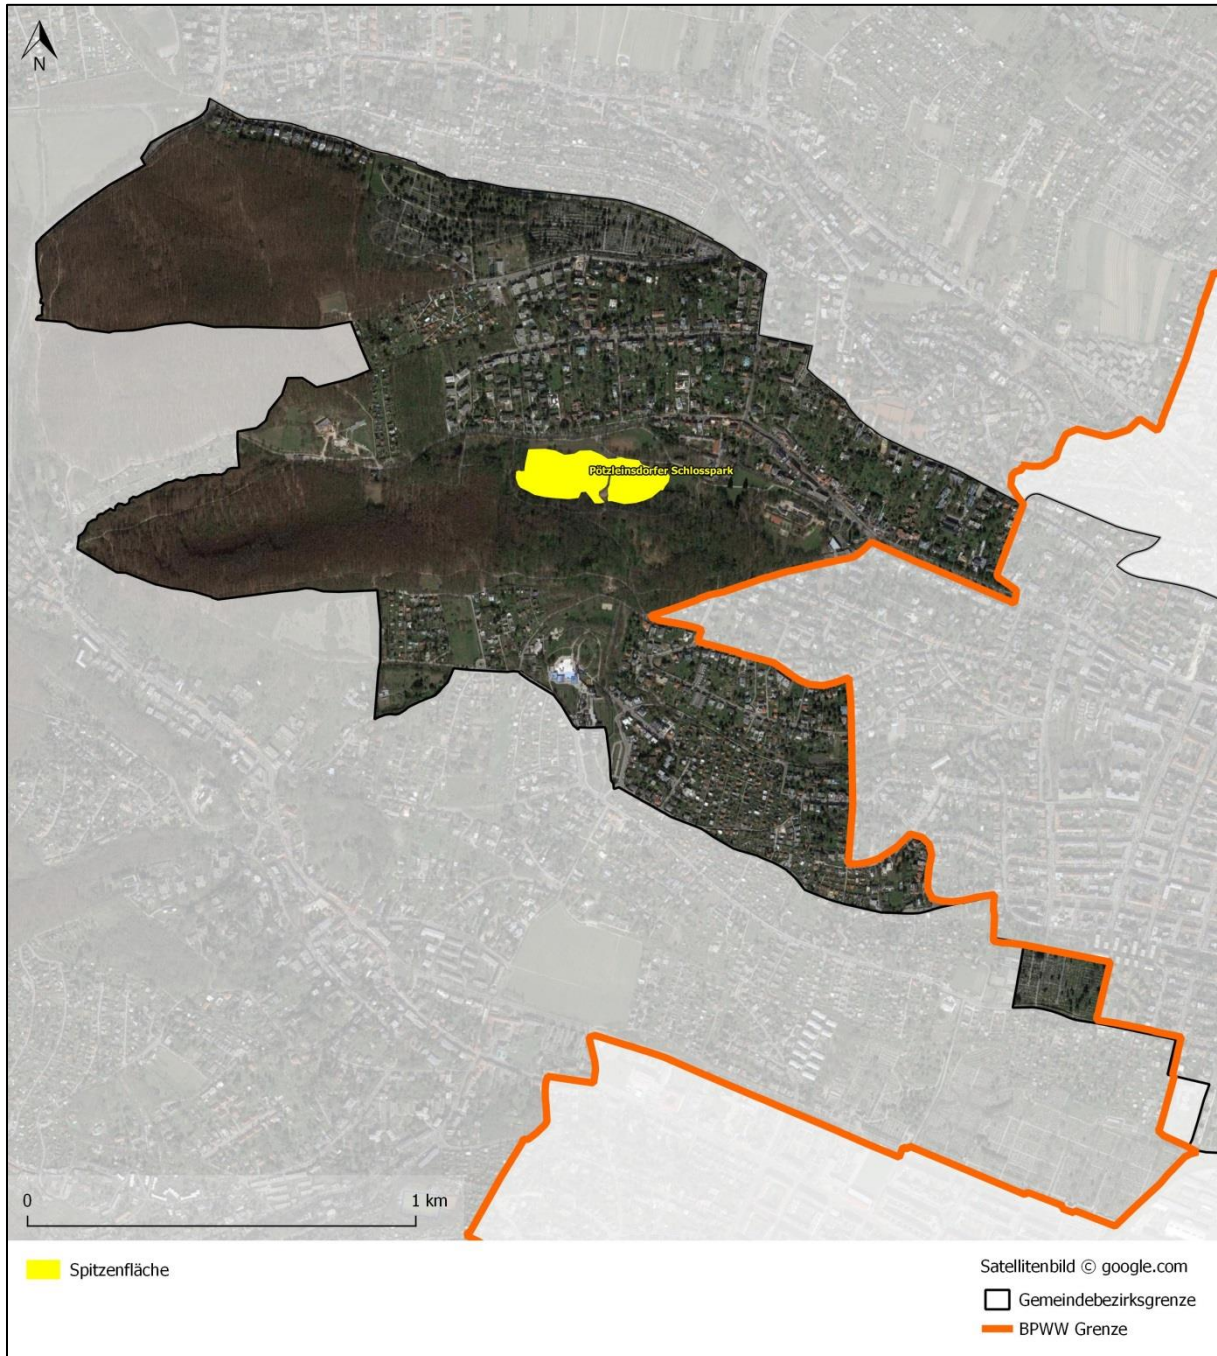 N
Pötzleinsdorfer Schlosspark
0 1 km
Spitzenfläche
Satellitenbild © google.com
Gemeindebezirksgrenze
BPWW Grenze